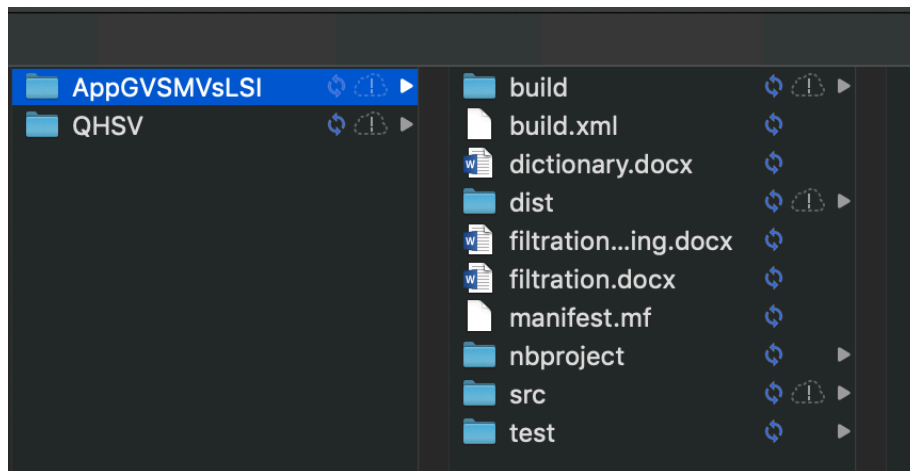 AppGVSMVsLSI
QHSV
build
build.xml
dictionary.docx
dist
filtration...ing.docx
filtration.docx
manifest.mf
nbproject
src
test